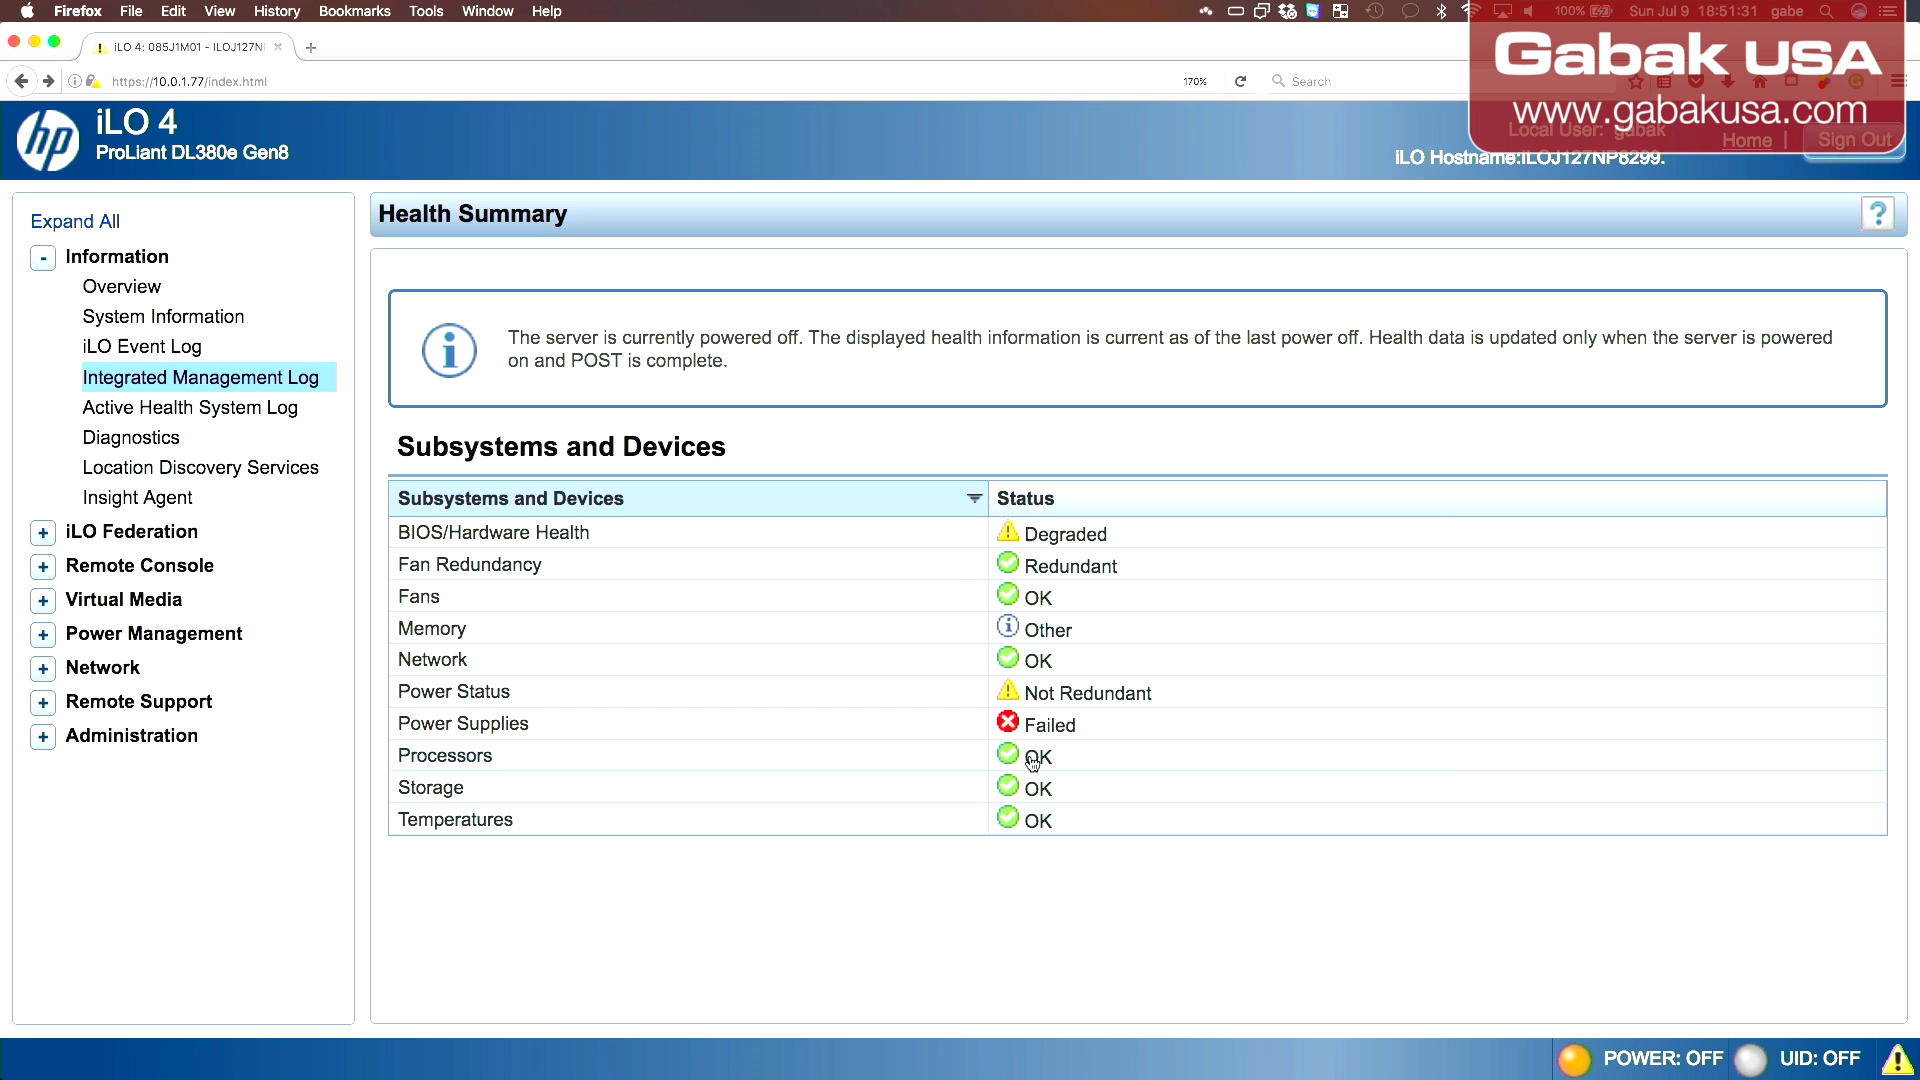 Firefox File Edit View History Bookmarks Tools Window Help
100% Sun Jul 9 18:51:31 gabe
iLO 4: 085J1M01 - ILOJ127N
https://10.0.1.77/index.html
170%
Search
Gabak USA
www.gabakusa.com
hp
iLO 4
ProLiant DL380e Gen8
Local User: gabak
iLO Hostname:ILOJ127NP8299.
Home | Sign Out
Expand All
- Information
Overview
System Information
iLO Event Log
Integrated Management Log
Active Health System Log
Diagnostics
Location Discovery Services
Insight Agent
+ iLO Federation
+ Remote Console
+ Virtual Media
+ Power Management
+ Network
+ Remote Support
+ Administration
Health Summary
?
The server is currently powered off. The displayed health information is current as of the last power off. Health data is updated only when the server is powered
on and POST is complete.
Subsystems and Devices
Subsystems and Devices Status
BIOS/Hardware Health Degraded
Fan Redundancy Redundant
Fans OK
Memory Other
Network OK
Power Status Not Redundant
Power Supplies Failed
Processors OK
Storage OK
Temperatures OK
POWER: OFF UID: OFF